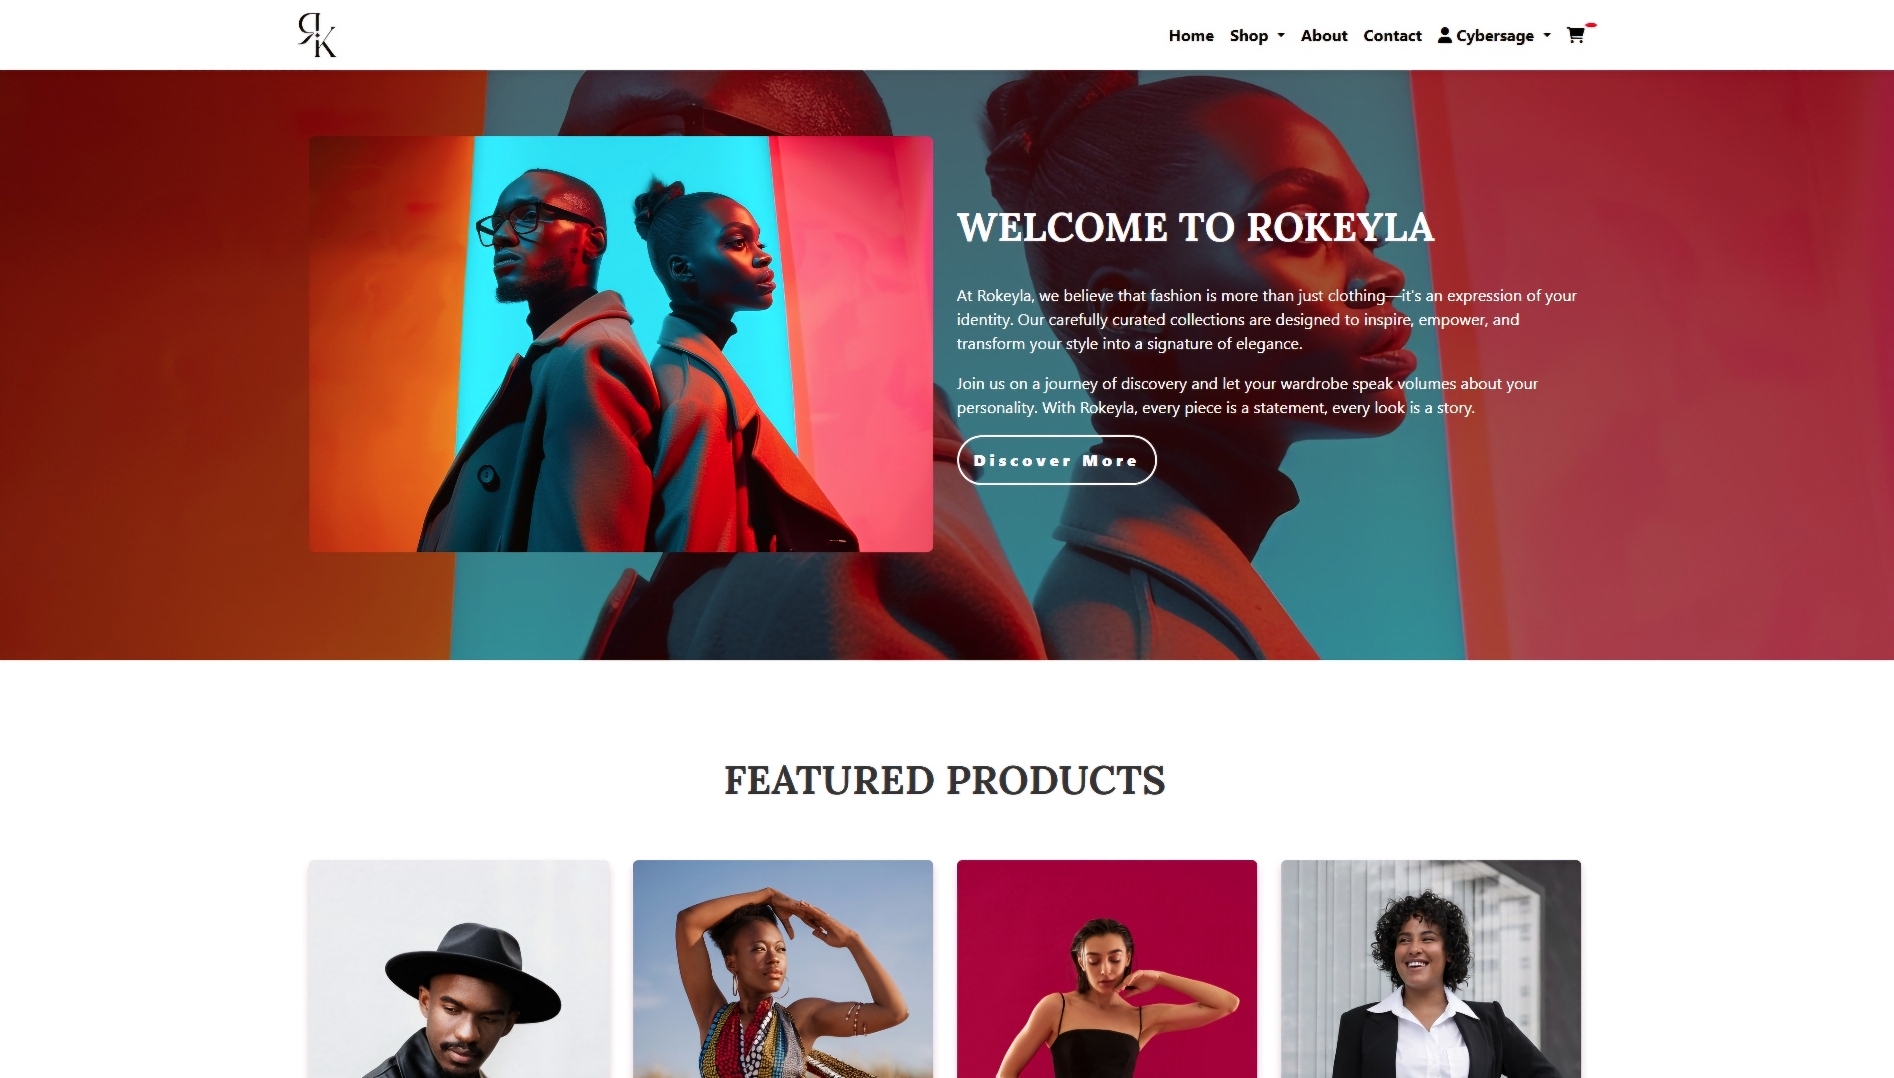 RK
Home Shop About Contact Cybersage
WELCOME TO ROKEYLA
At Rokeyla, we believe that fashion is more than just clothing—it's an expression of your
identity. Our carefully curated collections are designed to inspire, empower, and
transform your style into a signature of elegance.
Join us on a journey of discovery and let your wardrobe speak volumes about your
personality. With Rokeyla, every piece is a statement, every look is a story.
Discover More
FEATURED PRODUCTS